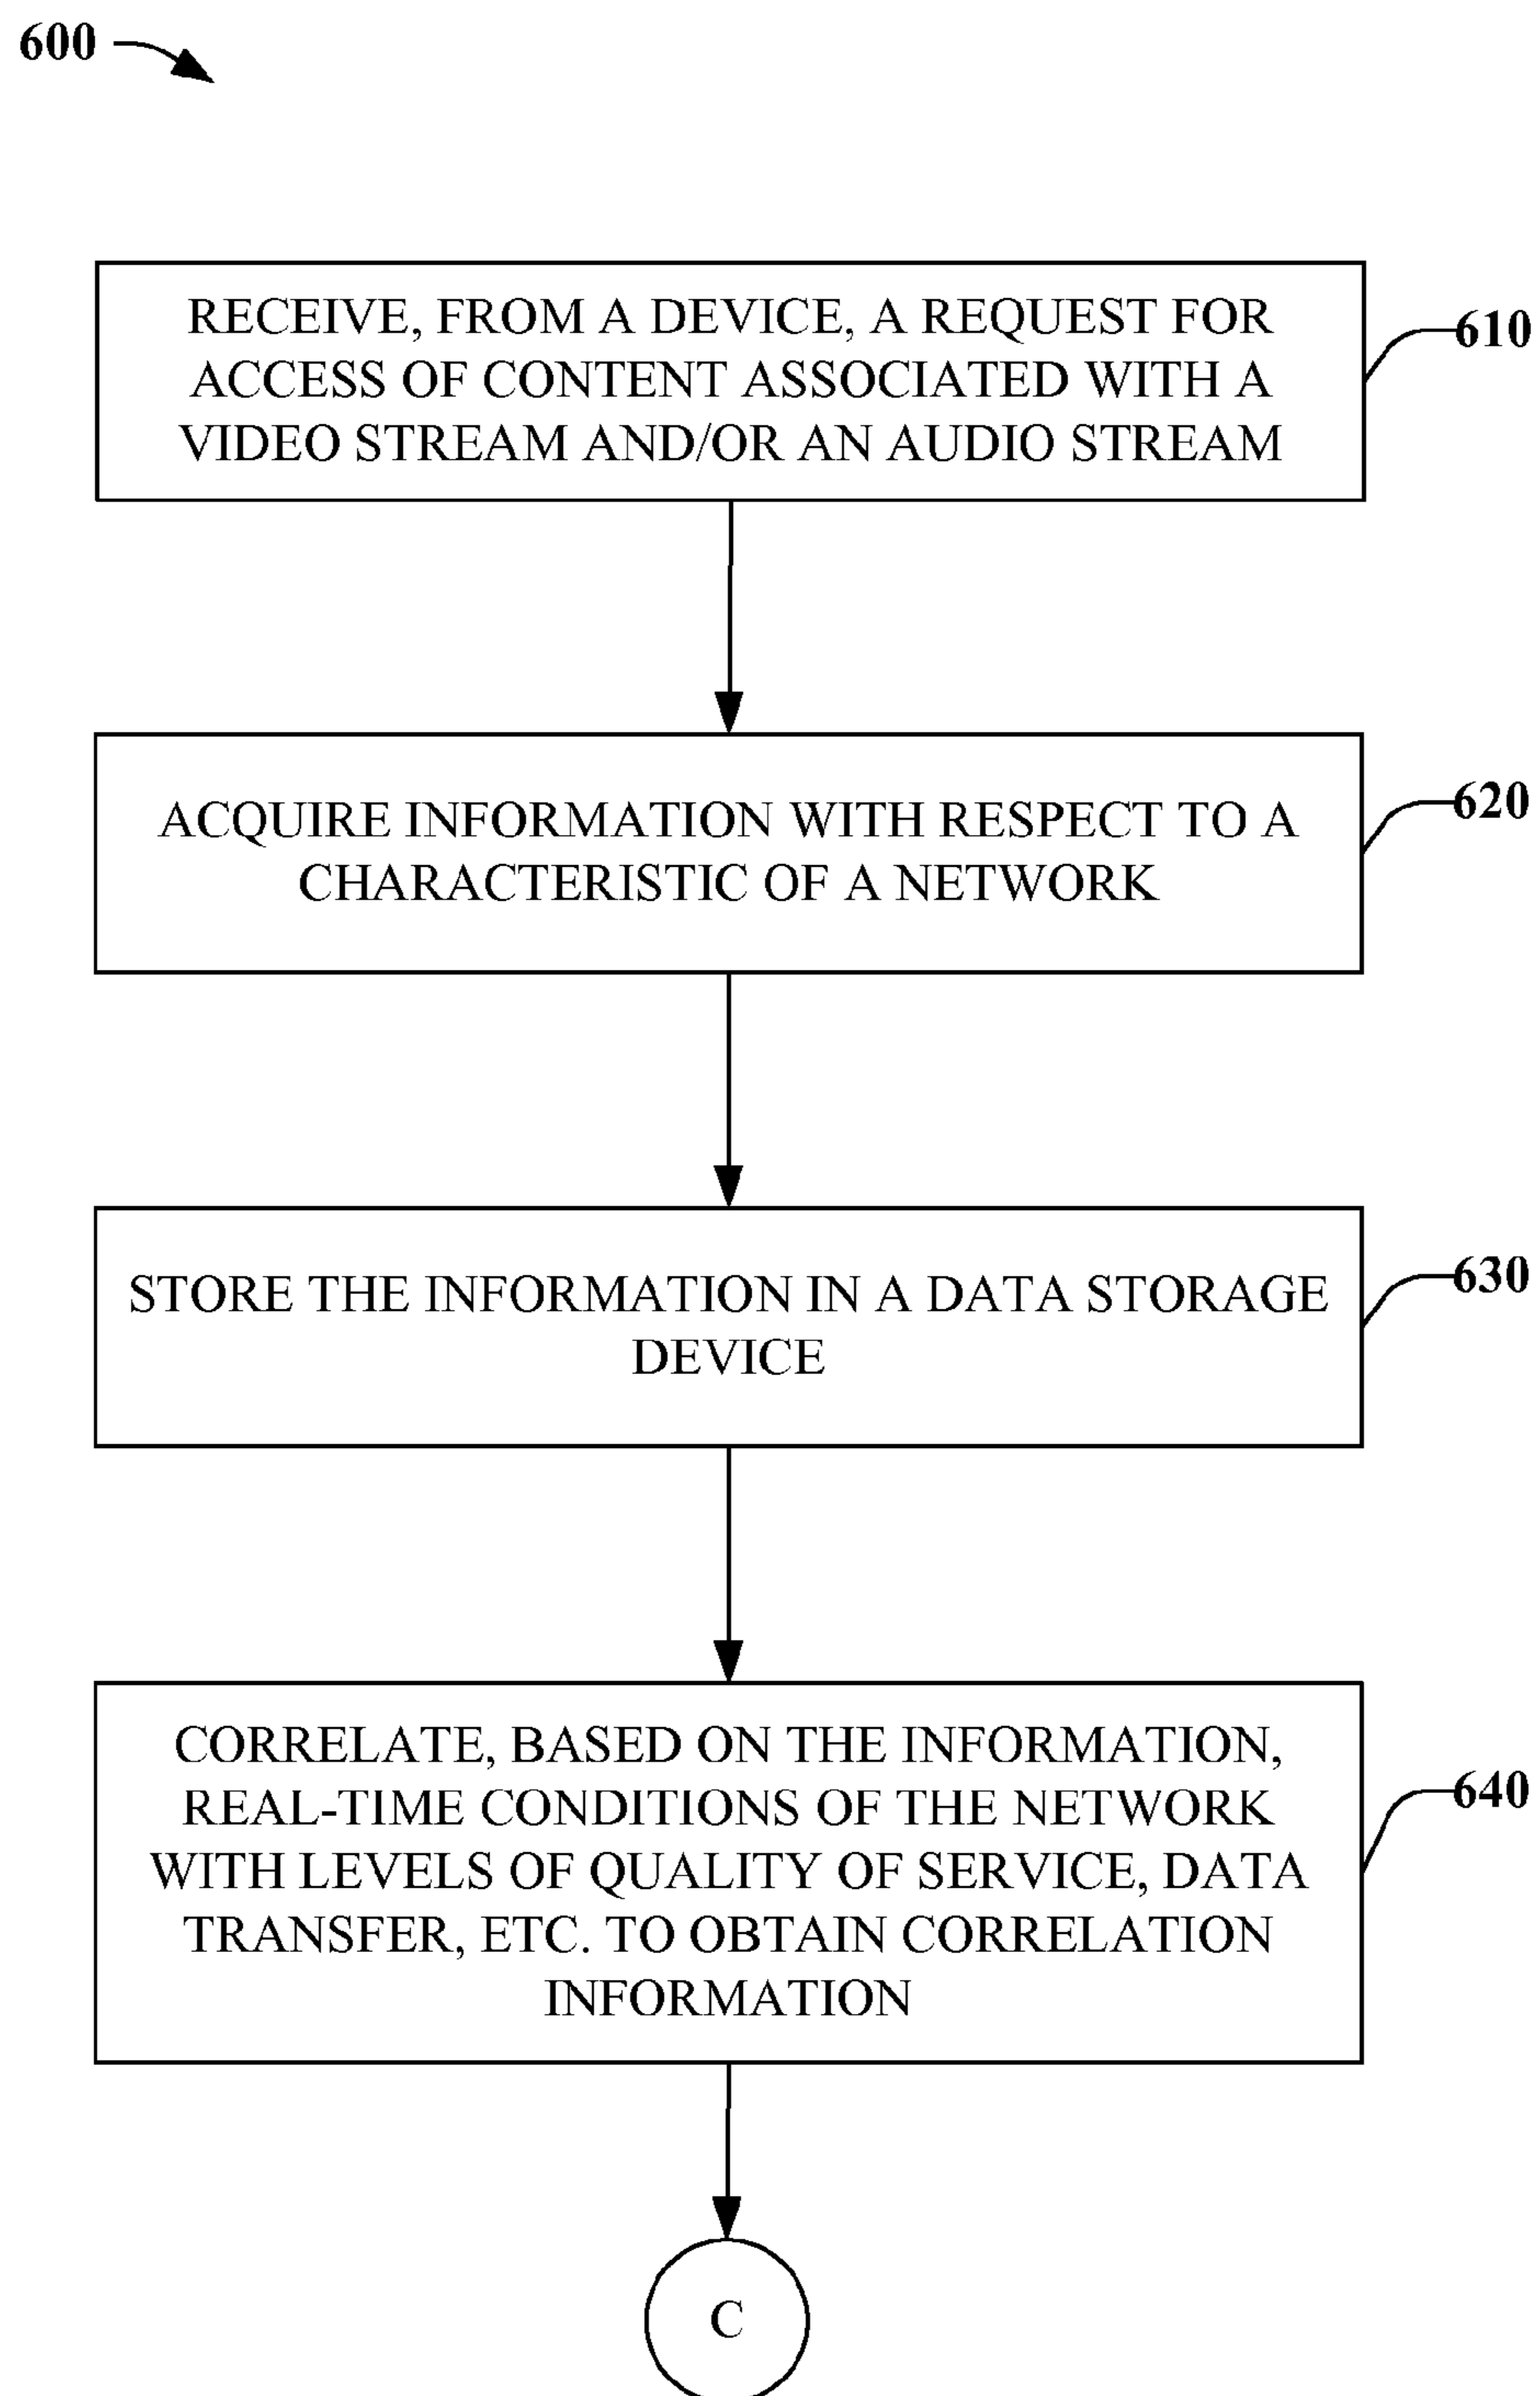 600
RECEIVE, FROM A DEVICE, A REQUEST FOR
ACCESS OF CONTENT ASSOCIATED WITH A
VIDEO STREAM AND/OR AN AUDIO STREAM
610
ACQUIRE INFORMATION WITH RESPECT TO A
CHARACTERISTIC OF A NETWORK
620
STORE THE INFORMATION IN A DATA STORAGE
DEVICE
630
CORRELATE, BASED ON THE INFORMATION,
REAL-TIME CONDITIONS OF THE NETWORK
WITH LEVELS OF QUALITY OF SERVICE, DATA
TRANSFER, ETC. TO OBTAIN CORRELATION
INFORMATION
640
C